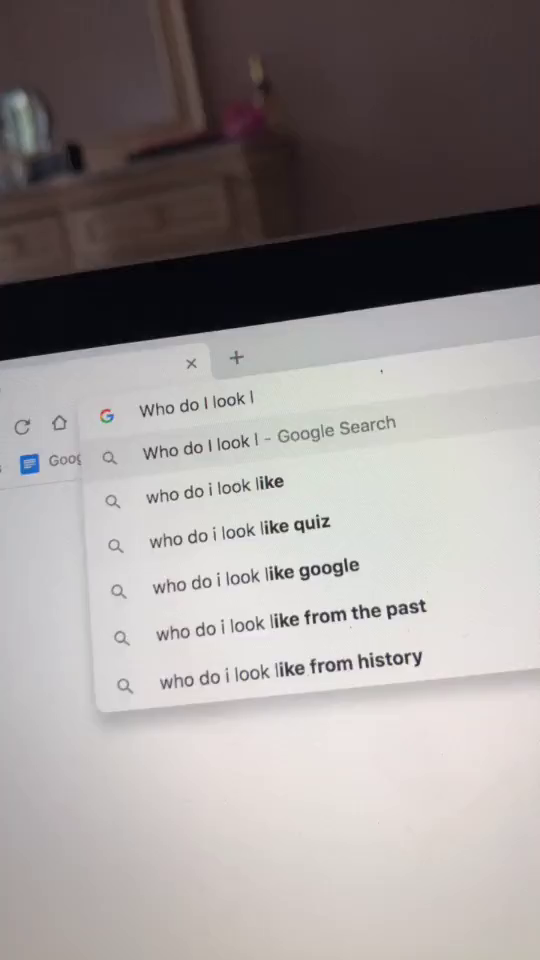 Who do I look l
Who do I look l - Google Search
Goog
who do i look like
who do i look like quiz
who do i look like google
who do i look like from the past
who do i look like from history